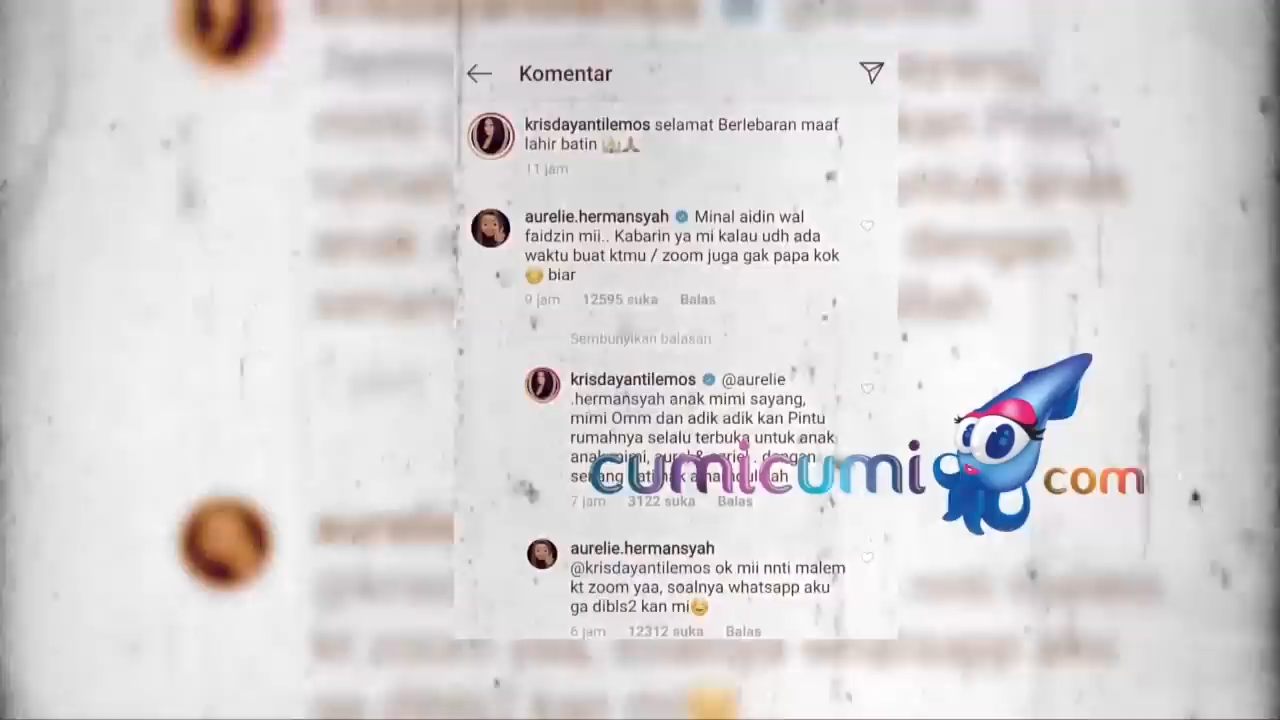 Komentar
krisdayantilemos selamat Berlebaran maaf
lahir batin
11 jam
aurelie.hermansyah Minal aidin wal
faidzin mii.. Kabarin ya mi kalau udh ada
waktu buat ktmu / zoom juga gak papa kok
biar
9 jam 12595 suka Balas
Sembunyikan balasan
krisdayantilemos @aurelie
.hermansyah anak mimi sayang,
mimi Omm dan adik adik kan Pintu
rumahnya selalu terbuka untuk anak
dengan
cumicumi.com
7 jam 3122 suka Balas
aurelie.hermansyah
@krisdayantilemos ok mii nnti malem
kt zoom yaa, soalnya whatsapp aku
ga dibls2 kan mi
6 jam 12312 suka Balas